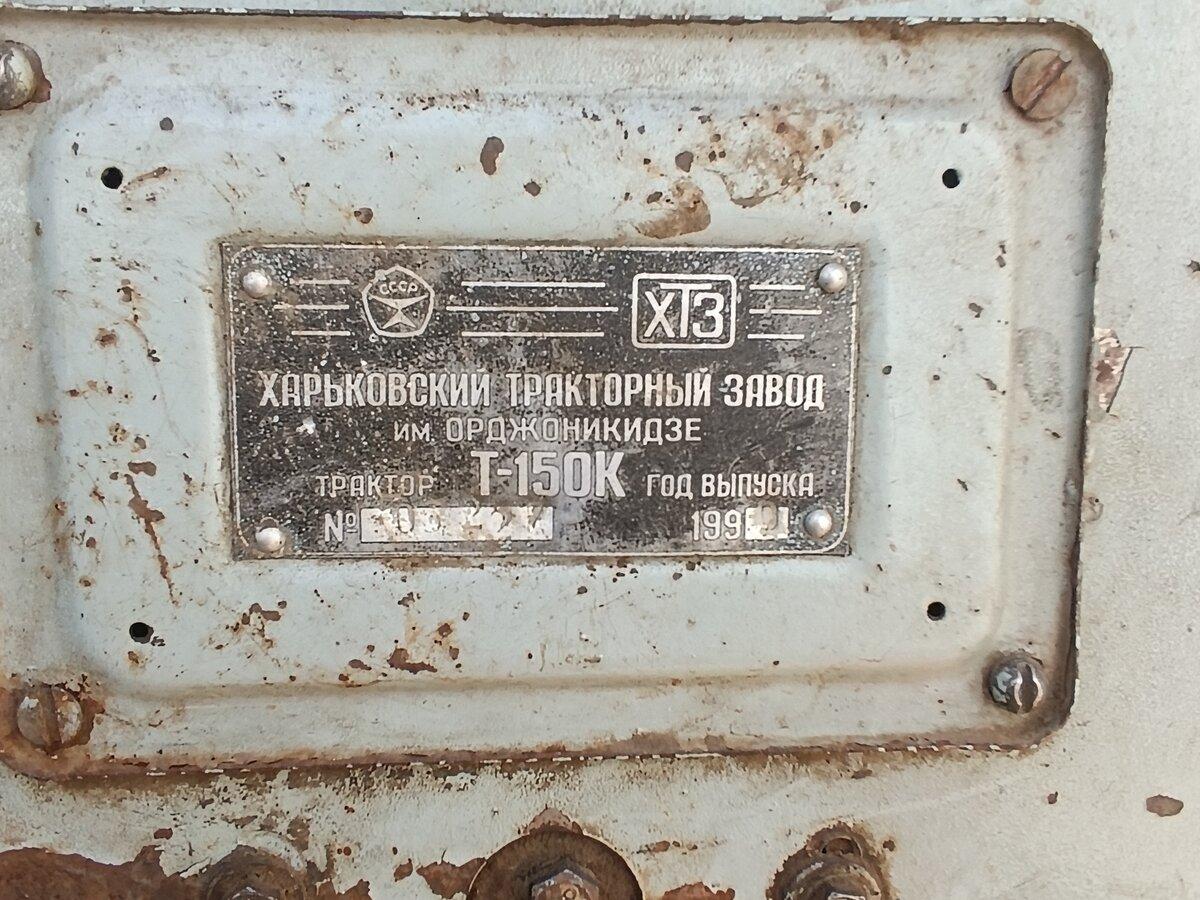 СССР ХТЗ
ХАРЬКОВСКИЙ ТРАКТОРНЫЙ ЗАВОД
ИМ. ОРДЖОНИКИДЗЕ
ТРАКТОР Т-150К ГОД ВЫПУСКА
№ 199